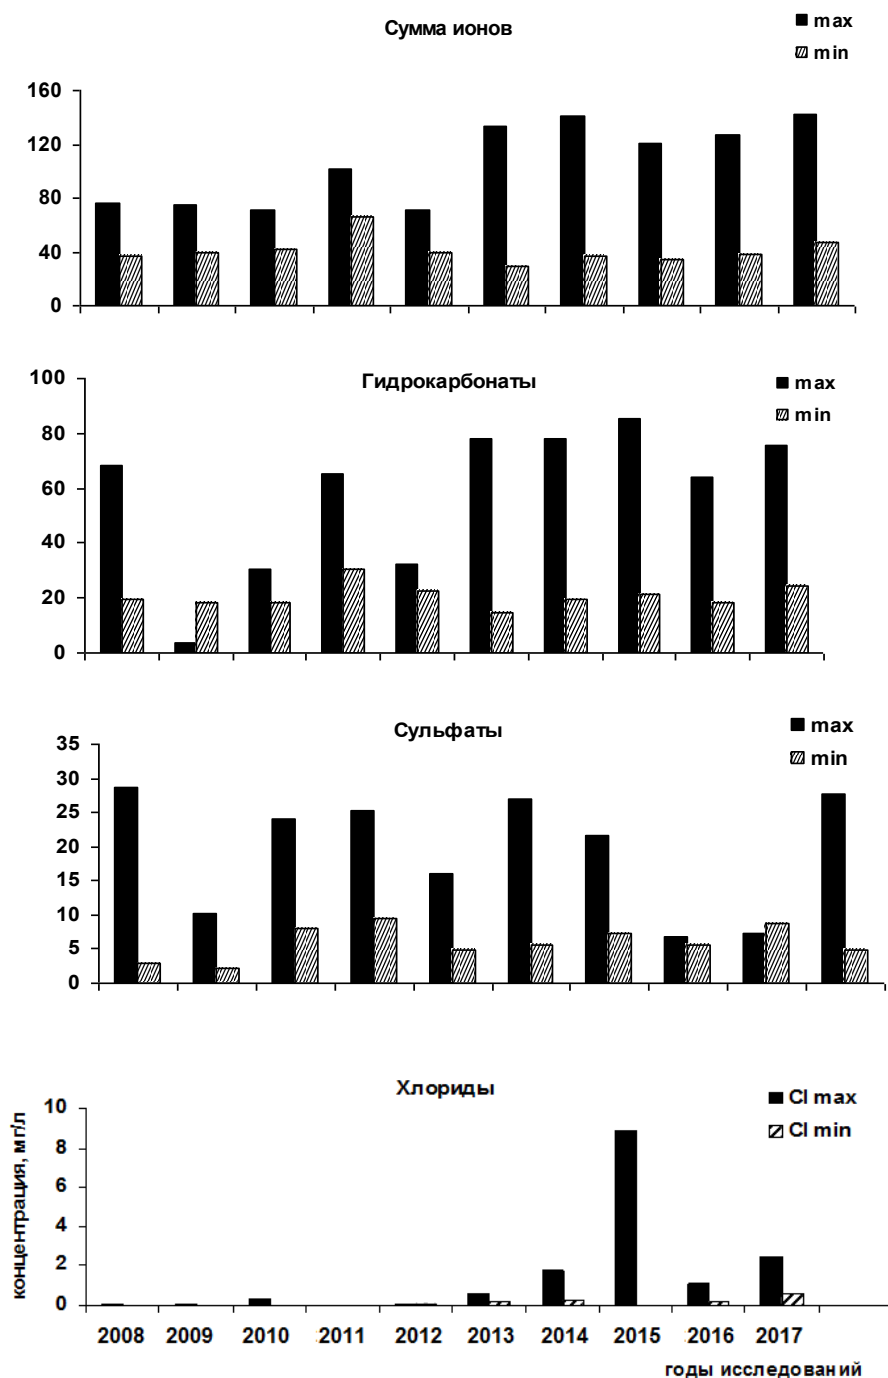 Сумма ионов
max
min
160
120
80
40
0
Гидрокарбонаты
max
min
100
80
60
40
20
0
Сульфаты
max
min
35
30
25
20
15
10
5
0
Хлориды
Cl max
Cl min
концентрация, мг/л
10
8
6
4
2
0
2008 2009 2010 2011 2012 2013 2014 2015 2016 2017
годы исследований